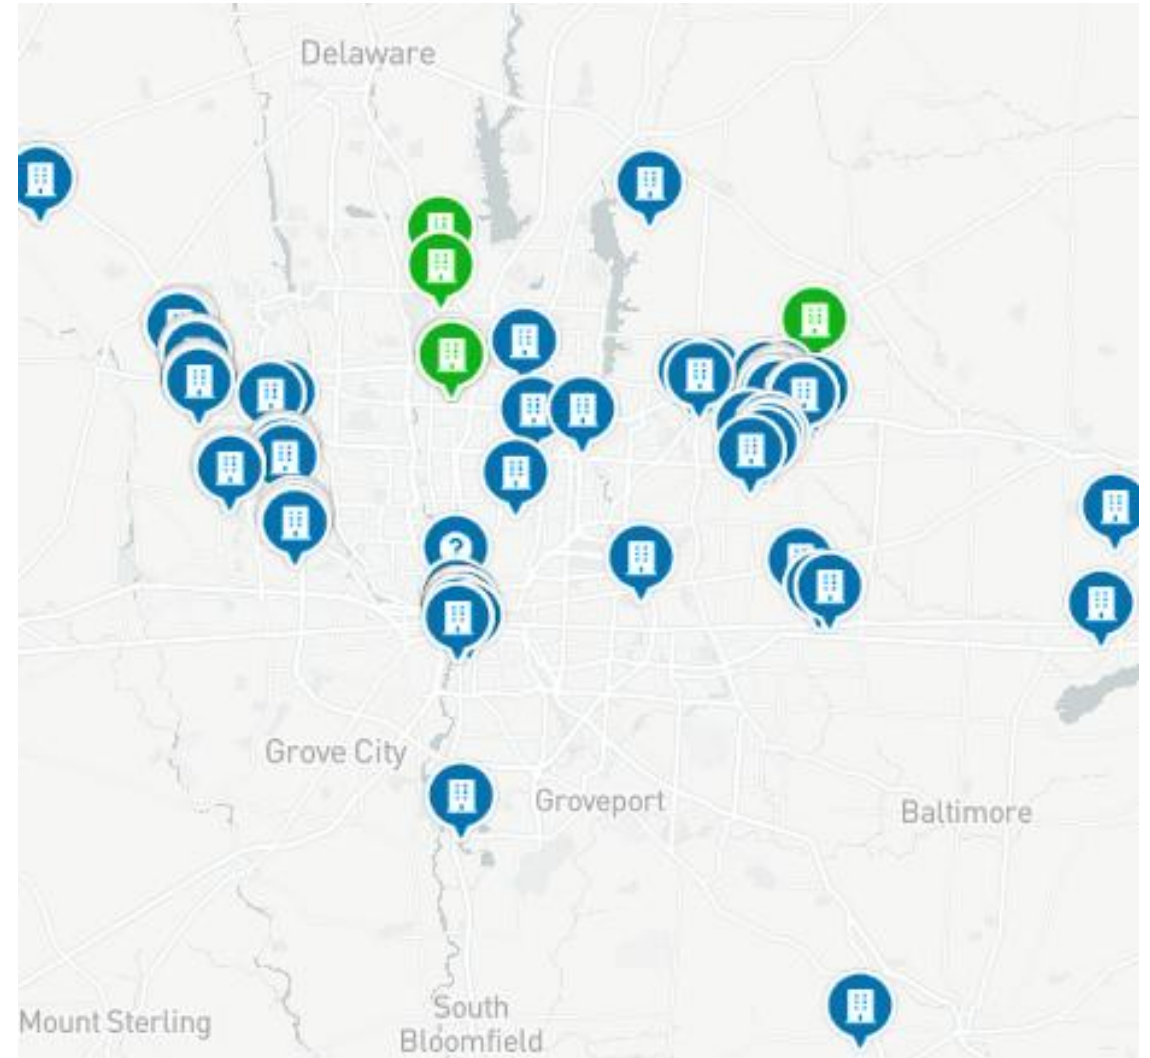 Delaware
?
Grove City
Groveport
Baltimore
Mount Sterling
South
Bloomfield